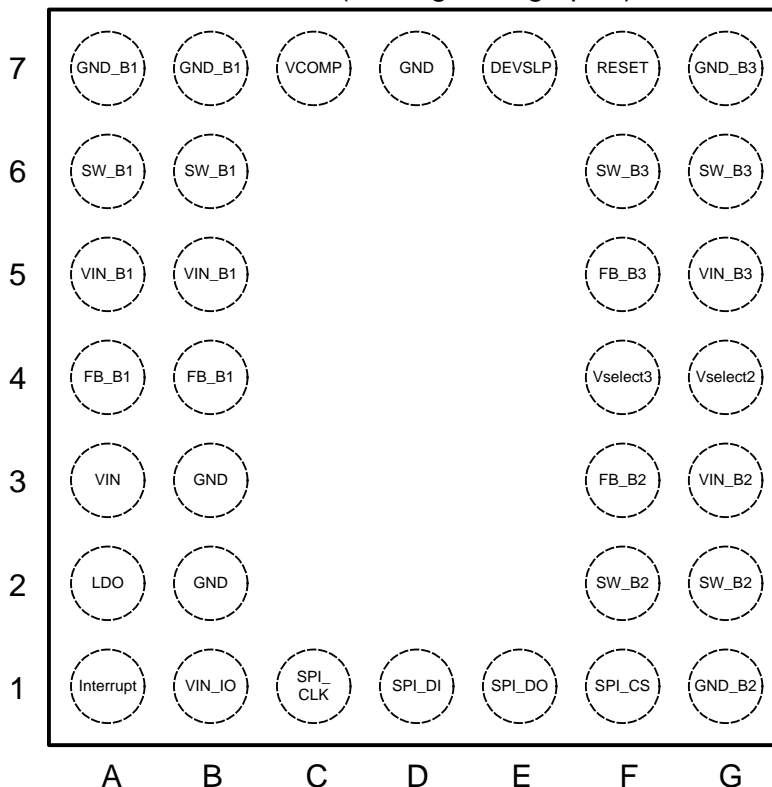 7 GND_B1 GND_B1 VCOMP GND DEVSLP RESET GND_B3
6 SW_B1 SW_B1 SW_B3 SW_B3
5 VIN_B1 VIN_B1 FB_B3 VIN_B3
4 FB_B1 FB_B1 Vselect3 Vselect2
3 VIN GND FB_B2 VIN_B2
2 LDO GND SW_B2 SW_B2
1 Interrupt VIN_IO SPI_
CLK SPI_DI SPI_DO SPI_CS GND_B2
A B C D E F G